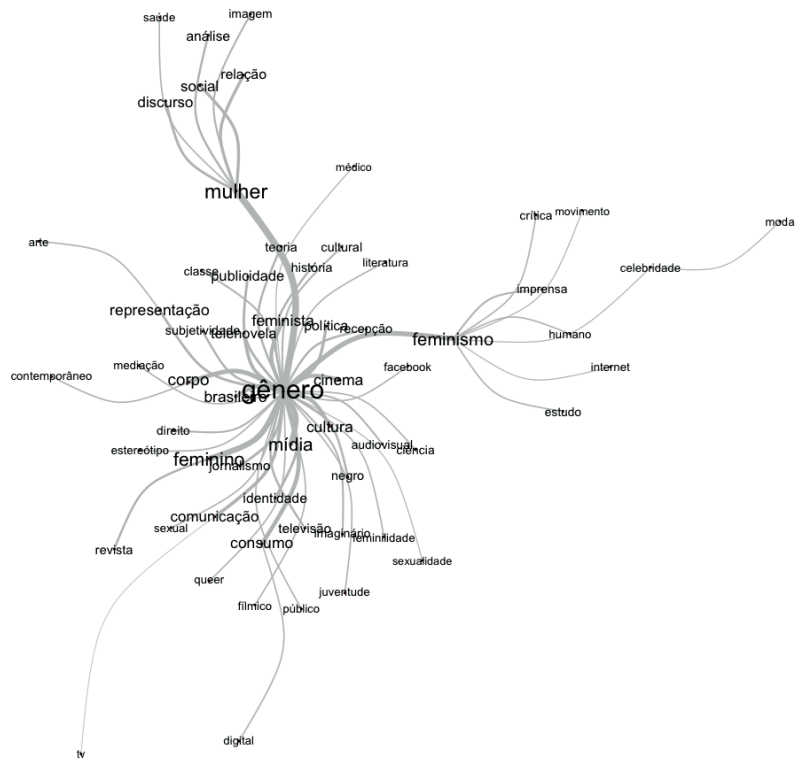 saúde
imagem
análise
relação
social
discurso
médico
mulher
crítica
movimento
moda
arte
teoria
cultural
literatura
celebridade
classe
publicidade
história
imprensa
representação
feminista
política
recepção
subjetividade
telenovela
feminismo
humano
mediação
facebook
internet
contemporâneo
corpo
cinema
gênero
brasileiro
estudo
direito
cultura
estereótipo
mídia
audiovisual
ciência
feminino
jornalismo
negro
identidade
comunicação
sexual
televisão
imaginário
feminilidade
revista
consumo
sexualidade
queer
juventude
fílmico
público
digital
tv